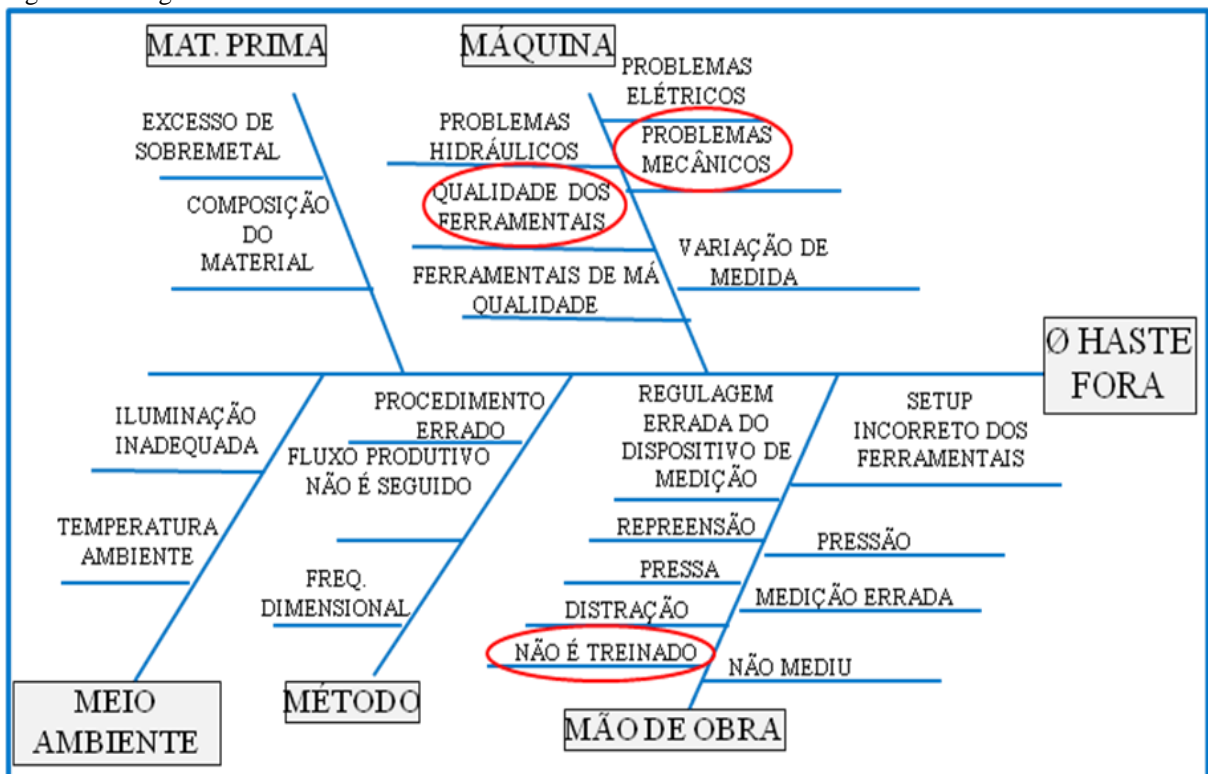 MAT. PRIMA
EXCESSO DE
SOBREMETAL
COMPOSIÇÃO
DO
MATERIAL
MÁQUINA
PROBLEMAS
ELÉTRICOS
PROBLEMAS
HIDRÁULICOS
PROBLEMAS
MECÂNICOS
QUALIDADE DOS
FERRAMENTAIS
VARIAÇÃO DE
MEDIDA
FERRAMENTAIS DE MÁ
QUALIDADE
Ø HASTE
FORA
ILUMINAÇÃO
INADEQUADA
TEMPERATURA
AMBIENTE
MEIO
AMBIENTE
PROCEDIMENTO
ERRADO
FLUXO PRODUTIVO
NÃO É SEGUIDO
FREQ.
DIMENSIONAL
MÉTODO
REGULAGEM
ERRADA DO
DISPOSITIVO DE
MEDIÇÃO
REPREENSÃO
PRESSA
DISTRAÇÃO
NÃO É TREINADO
SETUP
INCORRETO DOS
FERRAMENTAIS
PRESSÃO
MEDIÇÃO ERRADA
NÃO MEDIU
MÃO DE OBRA